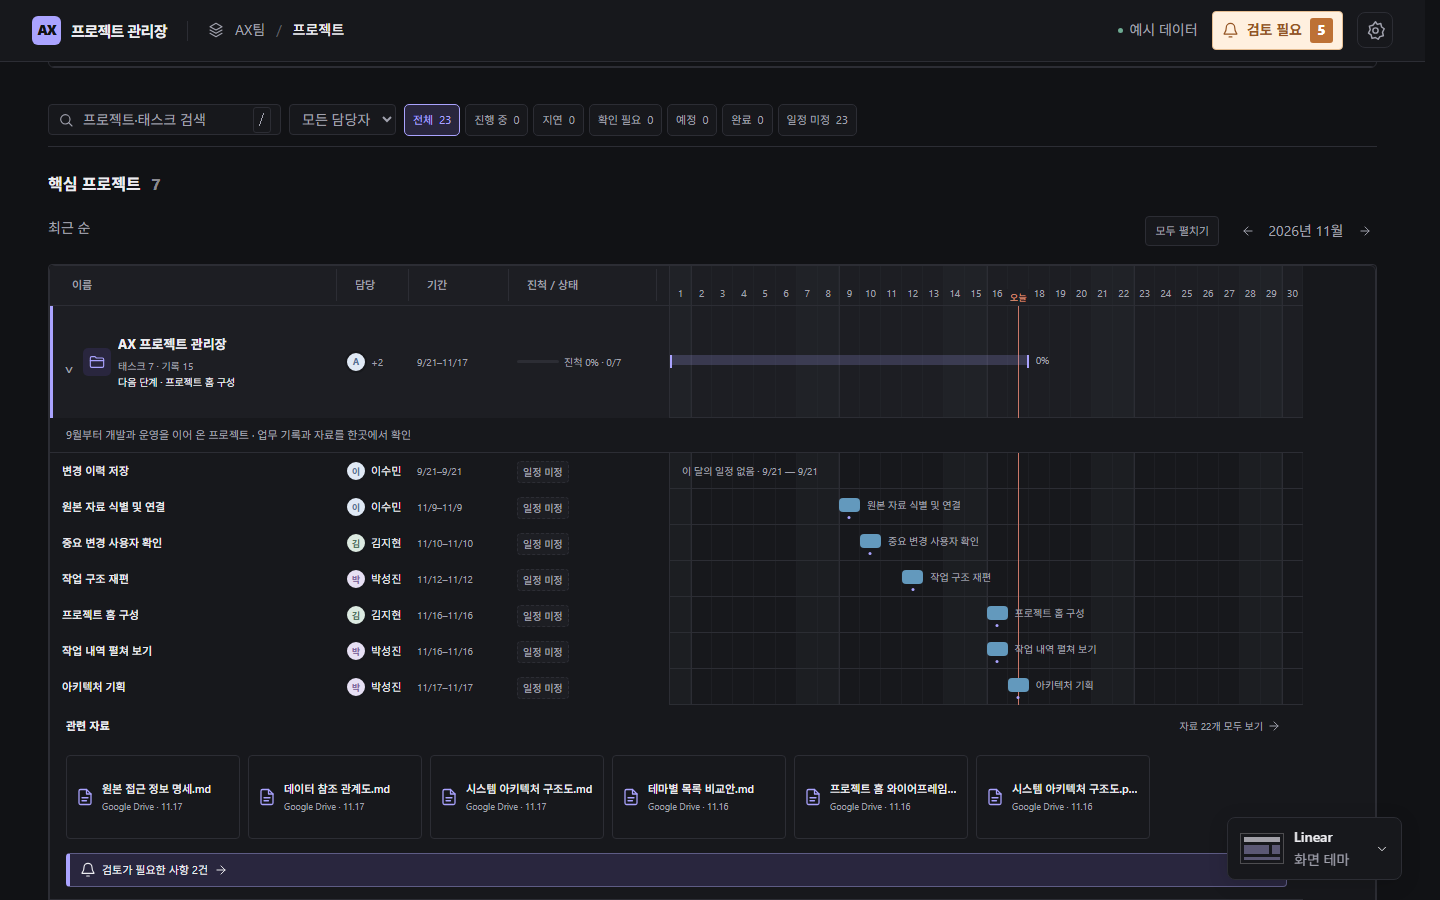 AX 프로젝트 관리장 AX팀 / 프로젝트 예시 데이터 검토 필요 5
프로젝트·태스크 검색 / 모든 담당자 전체 23 진행 중 0 지연 0 확인 필요 0 예정 0 완료 0 일정 미정 23
핵심 프로젝트 7
최근 순 모두 펼치기 ← 2026년 11월 →
이름 담당 기간 진척 / 상태 1 2 3 4 5 6 7 8 9 10 11 12 13 14 15 16 오늘 18 19 20 21 22 23 24 25 26 27 28 29 30
AX 프로젝트 관리장
태스크 7 · 기록 15
다음 단계 · 프로젝트 홈 구성
A +2 9/21–11/17 진척 0% · 0/7 0%
9월부터 개발과 운영을 이어 온 프로젝트 · 업무 기록과 자료를 한곳에서 확인
변경 이력 저장 이 이수민 9/21–9/21 일정 미정 이 달의 일정 없음 · 9/21 — 9/21
원본 자료 식별 및 연결 이 이수민 11/9–11/9 일정 미정 원본 자료 식별 및 연결
중요 변경 사용자 확인 김 김지현 11/10–11/10 일정 미정 중요 변경 사용자 확인
작업 구조 재편 박 박성진 11/12–11/12 일정 미정 작업 구조 재편
프로젝트 홈 구성 김 김지현 11/16–11/16 일정 미정 프로젝트 홈 구성
작업 내역 펼쳐 보기 박 박성진 11/16–11/16 일정 미정 작업 내역 펼쳐 보기
아키텍처 기획 박 박성진 11/17–11/17 일정 미정 아키텍처 기획
관련 자료 자료 22개 모두 보기 →
원본 접근 정보 명세.md
Google Drive · 11.17
데이터 참조 관계도.md
Google Drive · 11.17
시스템 아키텍처 구조도.md
Google Drive · 11.17
테마별 목록 비교안.md
Google Drive · 11.16
프로젝트 홈 와이어프레임...
Google Drive · 11.16
시스템 아키텍처 구조도.p...
Google Drive · 11.16
검토가 필요한 사항 2건 →
Linear
화면 테마